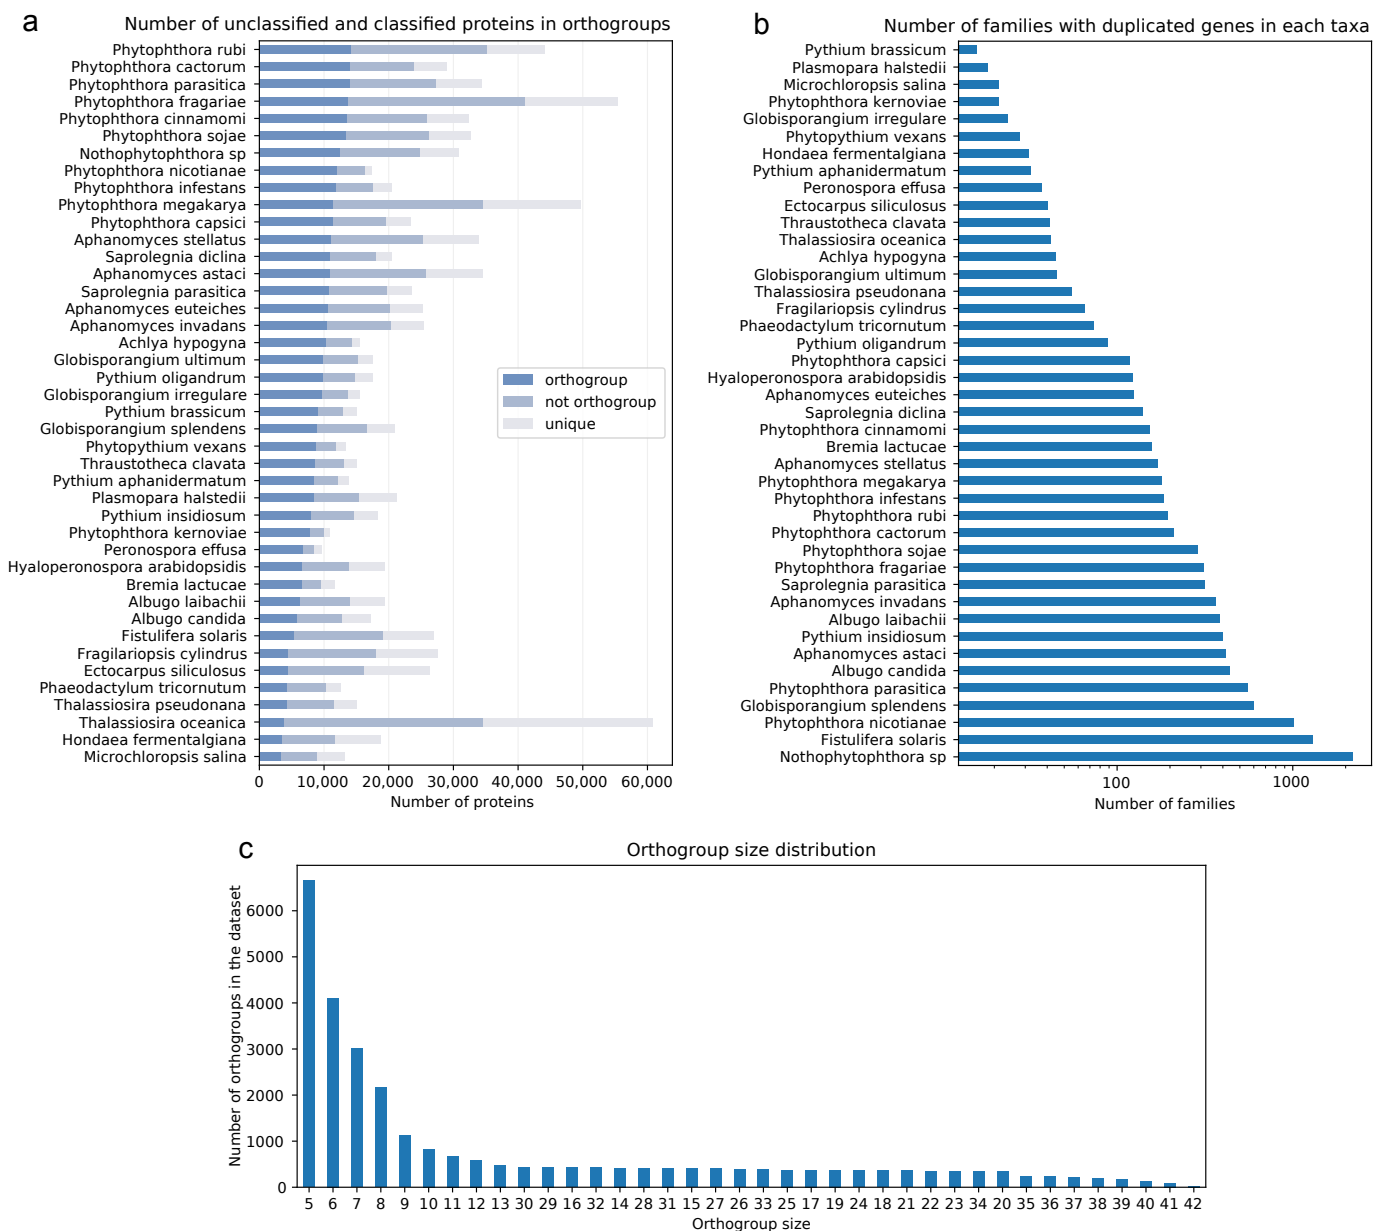 a
Number of unclassified and classified proteins in orthogroups
Phytophthora rubi
Phytophthora cactorum
Phytophthora parasitica
Phytophthora fragariae
Phytophthora cinnamomi
Phytophthora sojae
Nothophytophthora sp
Phytophthora nicotianae
Phytophthora infestans
Phytophthora megakarya
Phytophthora capsici
Aphanomyces stellatus
Saprolegnia diclina
Aphanomyces astaci
Saprolegnia parasitica
Aphanomyces euteiches
Aphanomyces invadans
Achlya hypogyna
Globisporangium ultimum
Pythium oligandrum
Globisporangium irregulare
Pythium brassicum
Globisporangium splendens
Phytopythium vexans
Thraustotheca clavata
Pythium aphanidermatum
Plasmopara halstedii
Pythium insidiosum
Phytophthora kernoviae
Peronospora effusa
Hyaloperonospora arabidopsidis
Bremia lactucae
Albugo laibachii
Albugo candida
Fistulifera solaris
Fragilariopsis cylindrus
Ectocarpus siliculosus
Phaeodactylum tricornutum
Thalassiosira pseudonana
Thalassiosira oceanica
Hondaea fermentalgiana
Microchloropsis salina
orthogroup
not orthogroup
unique
0 10,000 20,000 30,000 40,000 50,000 60,000
Number of proteins
b
Number of families with duplicated genes in each taxa
Pythium brassicum
Plasmopara halstedii
Microchloropsis salina
Phytophthora kernoviae
Globisporangium irregulare
Phytopythium vexans
Hondaea fermentalgiana
Pythium aphanidermatum
Peronospora effusa
Ectocarpus siliculosus
Thraustotheca clavata
Thalassiosira oceanica
Achlya hypogyna
Globisporangium ultimum
Thalassiosira pseudonana
Fragilariopsis cylindrus
Phaeodactylum tricornutum
Pythium oligandrum
Phytophthora capsici
Hyaloperonospora arabidopsidis
Aphanomyces euteiches
Saprolegnia diclina
Phytophthora cinnamomi
Bremia lactucae
Aphanomyces stellatus
Phytophthora megakarya
Phytophthora infestans
Phytophthora rubi
Phytophthora cactorum
Phytophthora sojae
Phytophthora fragariae
Saprolegnia parasitica
Aphanomyces invadans
Albugo laibachii
Pythium insidiosum
Aphanomyces astaci
Albugo candida
Phytophthora parasitica
Globisporangium splendens
Phytophthora nicotianae
Fistulifera solaris
Nothophytophthora sp
100 1000
Number of families
c
Orthogroup size distribution
Number of orthogroups in the dataset
6000
5000
4000
3000
2000
1000
0
5 6 7 8 9 10 11 12 13 30 29 16 32 14 28 31 15 27 26 33 25 17 19 24 18 21 22 23 34 20 35 36 37 38 39 40 41 42
Orthogroup size